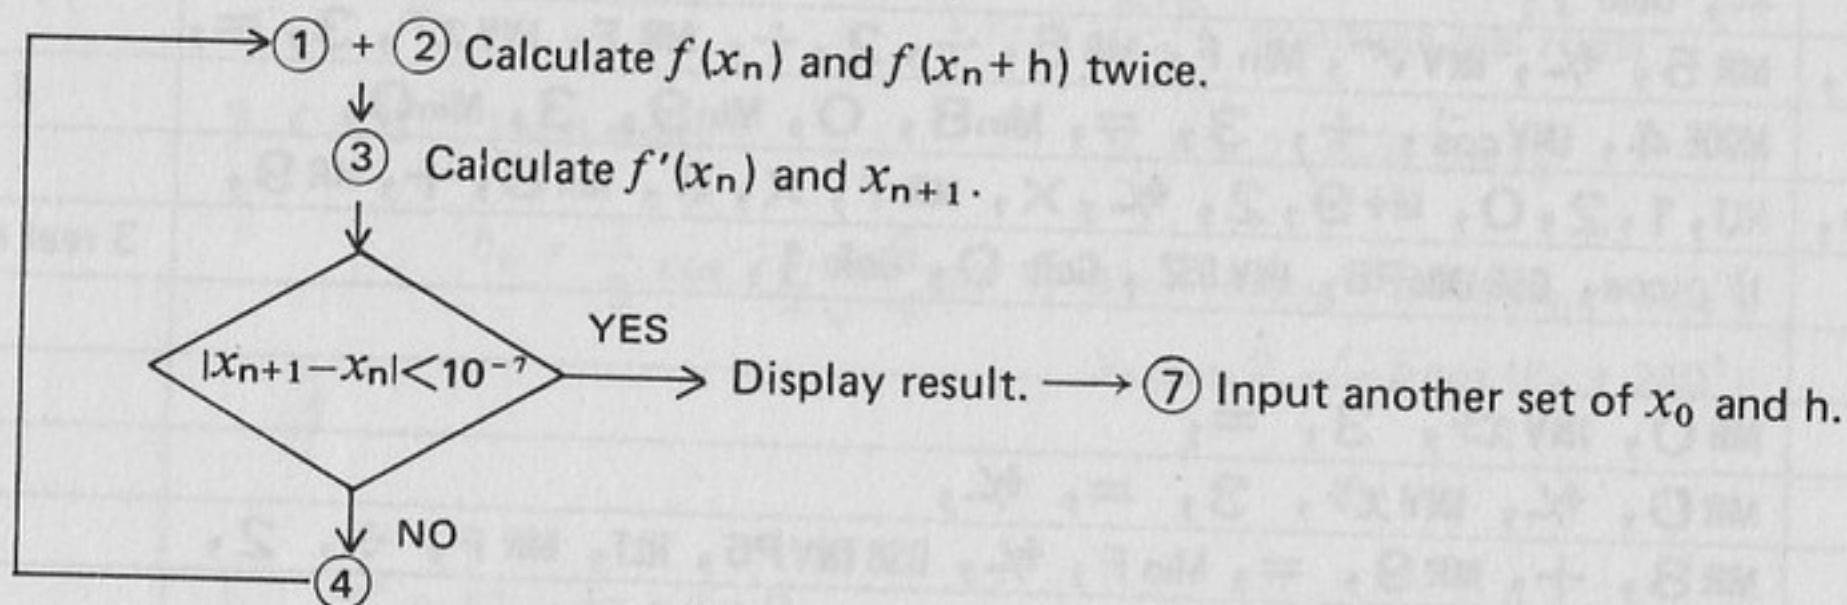 ① + ② Calculate f(xₙ) and f(xₙ+ h) twice.
③ Calculate f′(xₙ) and xₙ₊₁.
|xₙ₊₁−xₙ|<10⁻⁷
YES
Display result. ⟶ ⑦ Input another set of x₀ and h.
NO
④